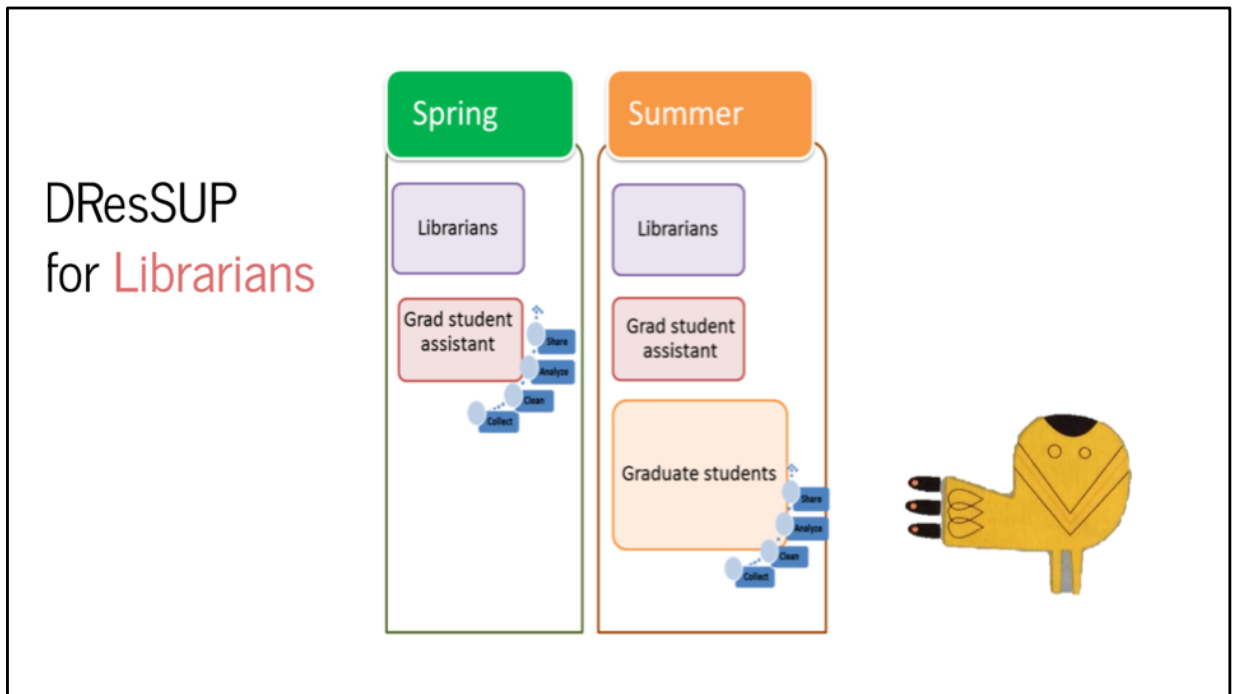 DResSUP
for Librarians
Spring
Librarians
Grad student
assistant
Share
Analyze
Clean
Collect
Summer
Librarians
Grad student
assistant
Graduate students
Share
Analyze
Clean
Collect